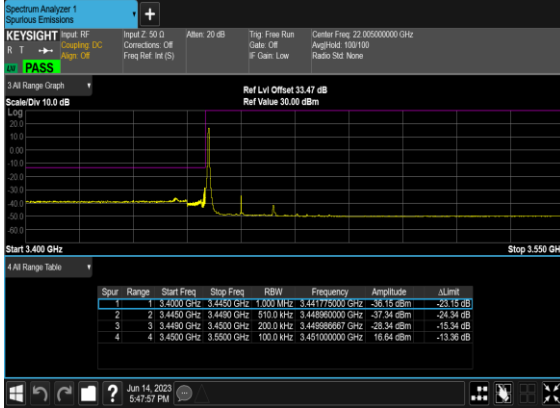 Spectrum Analyzer 1
Spurious Emissions
+
KEYSIGHT
R T
LXI PASS
Input: RF
Coupling: DC
Align: Off
Input Z: 50 Ω
Corrections: Off
Freq Ref: Int (S)
Atten: 20 dB
Trig: Free Run
Gate: Off
IF Gain: Low
Center Freq: 22.005000000 GHz
Avg|Hold: 100/100
Radio Std: None
3 All Range Graph
Scale/Div 10.0 dB
Ref Lvl Offset 33.47 dB
Ref Value 30.00 dBm
Log
20.0
10.0
0.00
-10.0
-20.0
-30.0
-40.0
-50.0
-60.0
Start 3.400 GHz
Stop 3.550 GH
4 All Range Table
Spur Range Start Freq Stop Freq RBW Frequency Amplitude ΔLimit
1 1 3.4000 GHz 3.4450 GHz 1.000 MHz 3.441775000 GHz -36.15 dBm -23.15 dB
2 2 3.4450 GHz 3.4490 GHz 510.0 kHz 3.448960000 GHz -37.34 dBm -24.34 dB
3 3 3.4490 GHz 3.4500 GHz 200.0 kHz 3.449986667 GHz -28.34 dBm -15.34 dB
4 4 3.4500 GHz 3.5500 GHz 100.0 kHz 3.451000000 GHz 16.64 dBm -13.36 dB
?
Jun 14, 2023
5:47:57 PM